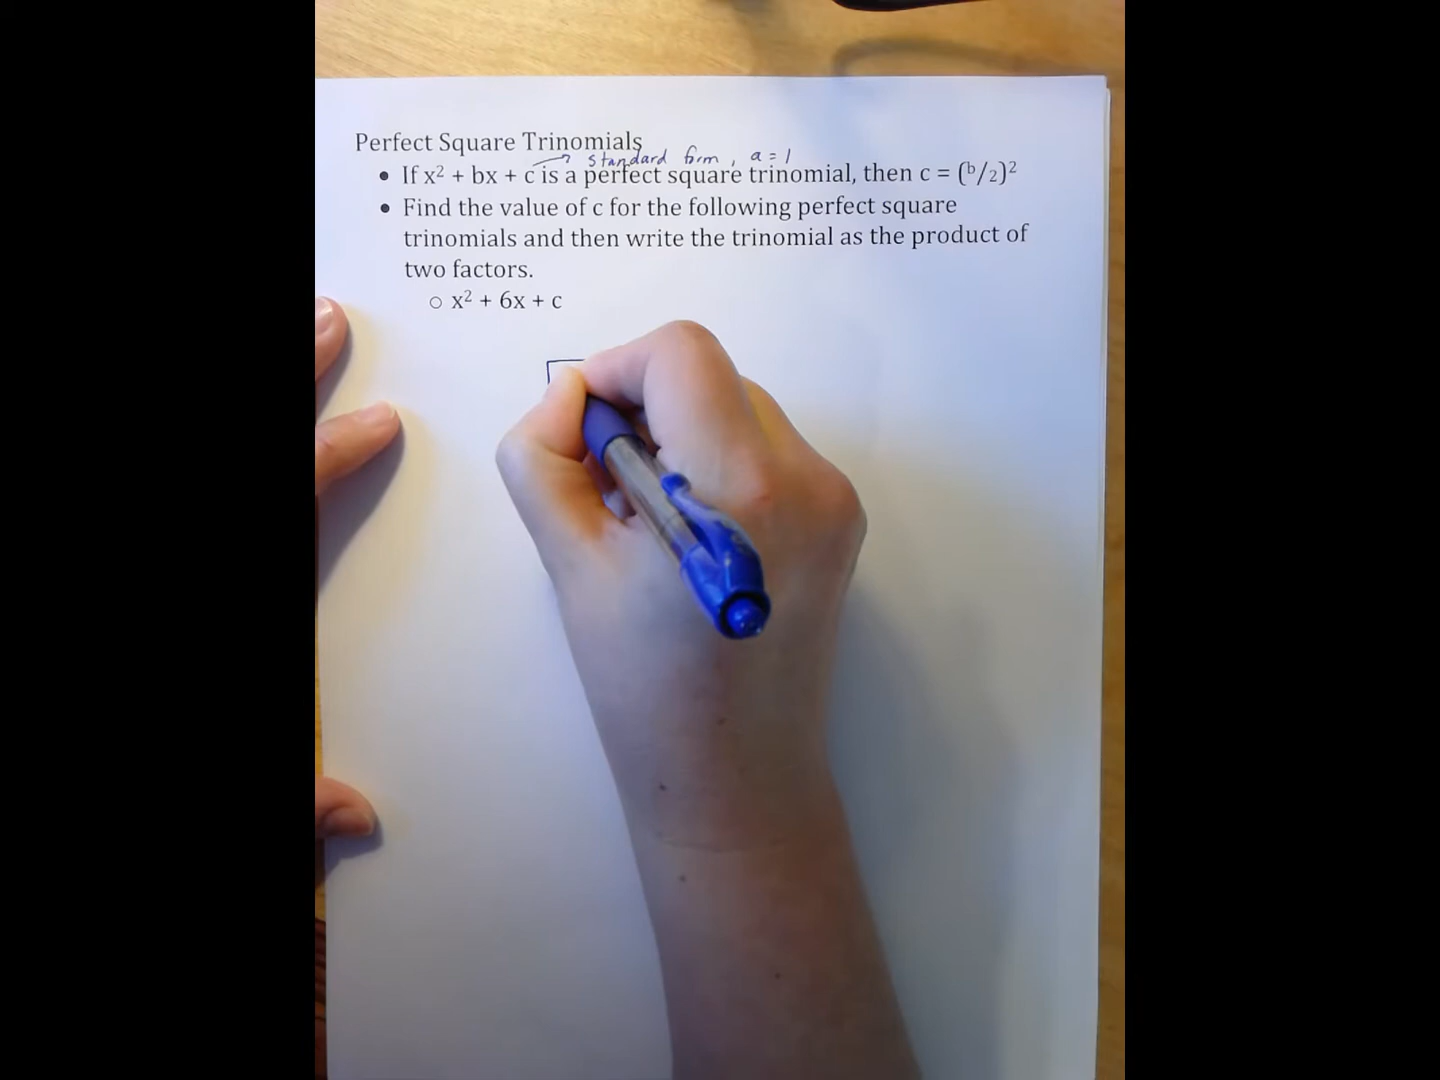 Perfect Square Trinomials
→ standard form, a = 1
• If x² + bx + c is a perfect square trinomial, then c = (ᵇ/₂)²
• Find the value of c for the following perfect square
trinomials and then write the trinomial as the product of
two factors.
○ x² + 6x + c